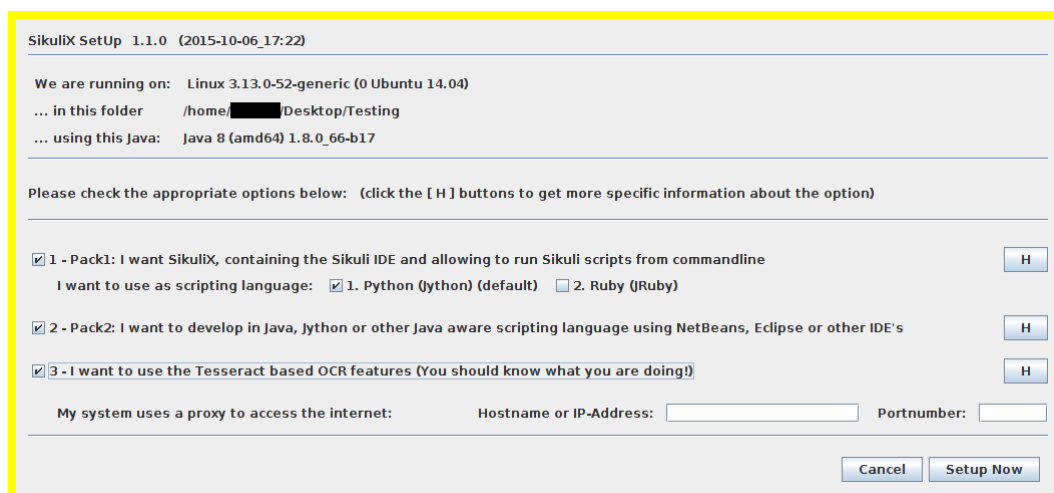 SikuliX SetUp 1.1.0 (2015-10-06_17:22)
We are running on: Linux 3.13.0-52-generic (0 Ubuntu 14.04)
... in this folder /home/ /Desktop/Testing
... using this Java: Java 8 (amd64) 1.8.0_66-b17
Please check the appropriate options below: (click the [ H ] buttons to get more specific information about the option)
1 - Pack1: I want SikuliX, containing the Sikuli IDE and allowing to run Sikuli scripts from commandline H
I want to use as scripting language: 1. Python (Jython) (default) 2. Ruby (JRuby)
2 - Pack2: I want to develop in Java, Jython or other Java aware scripting language using NetBeans, Eclipse or other IDE's H
3 - I want to use the Tesseract based OCR features (You should know what you are doing!) H
My system uses a proxy to access the internet: Hostname or IP-Address: Portnumber:
Cancel Setup Now